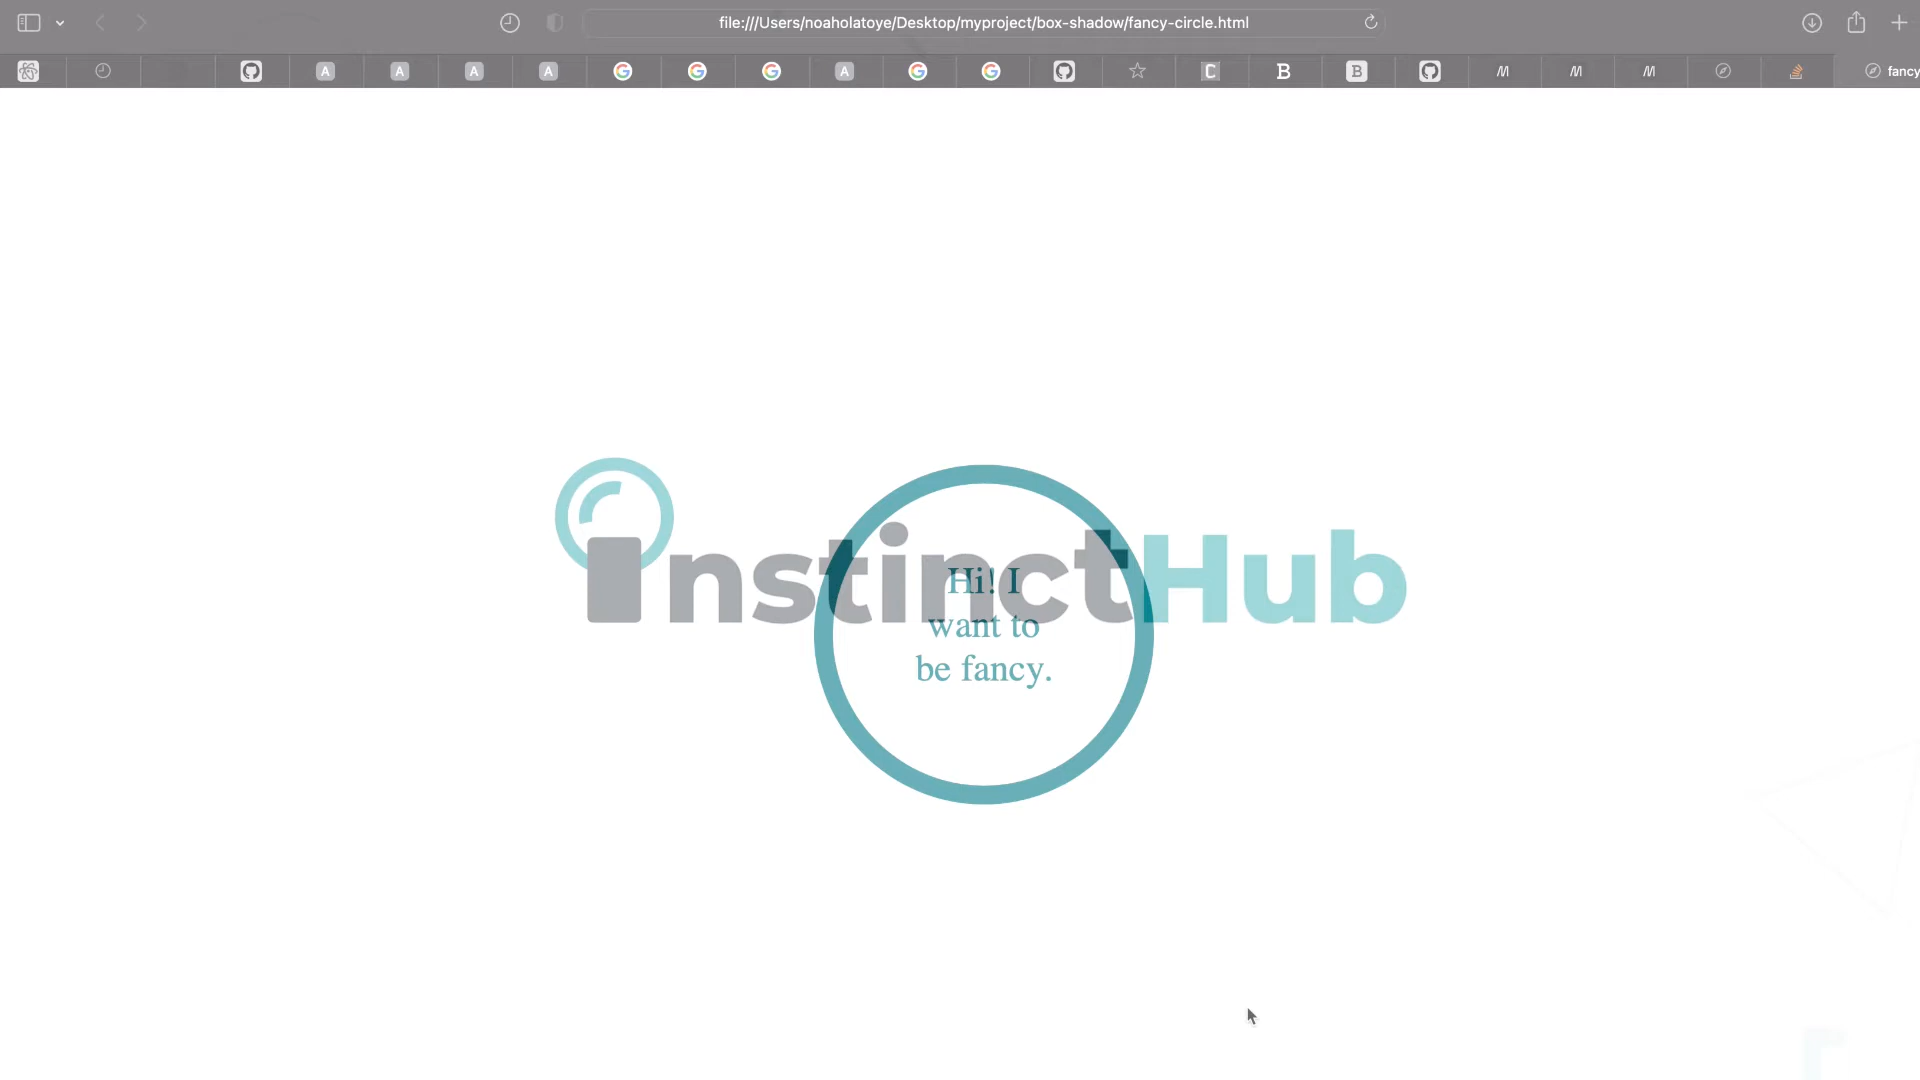 file:///Users/noaholatoye/Desktop/myproject/box-shadow/fancy-circle.html
fancy
InstinctHub
Hi! I
want to
be fancy.